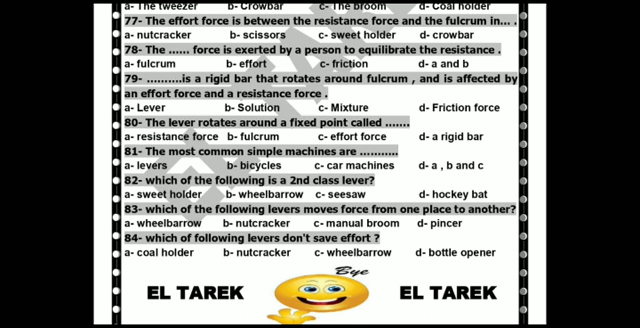 a- The tweezer b- Crowbar c- The broom d- Coal holder
77- The effort force is between the resistance force and the fulcrum in... .
a- nutcracker b- scissors c- sweet holder d- crowbar
78- The ...... force is exerted by a person to equilibrate the resistance .
a- fulcrum b- effort c- friction d- a and b
79- ..........is a rigid bar that rotates around fulcrum , and is affected by
an effort force and a resistance force .
a- Lever b- Solution c- Mixture d- Friction force
80- The lever rotates around a fixed point called .......
a- resistance force b- fulcrum c- effort force d- a rigid bar
81- The most common simple machines are ...........
a- levers b- bicycles c- car machines d- a , b and c
82- which of the following is a 2nd class lever?
a- sweet holder b- wheelbarrow c- seesaw d- hockey bat
83- which of the following levers moves force from one place to another?
a- wheelbarrow b- nutcracker c- manual broom d- pincer
84- which of following levers don't save effort ?
a- coal holder b- nutcracker c- wheelbarrow d- bottle opener
Bye
EL TAREK EL TAREK